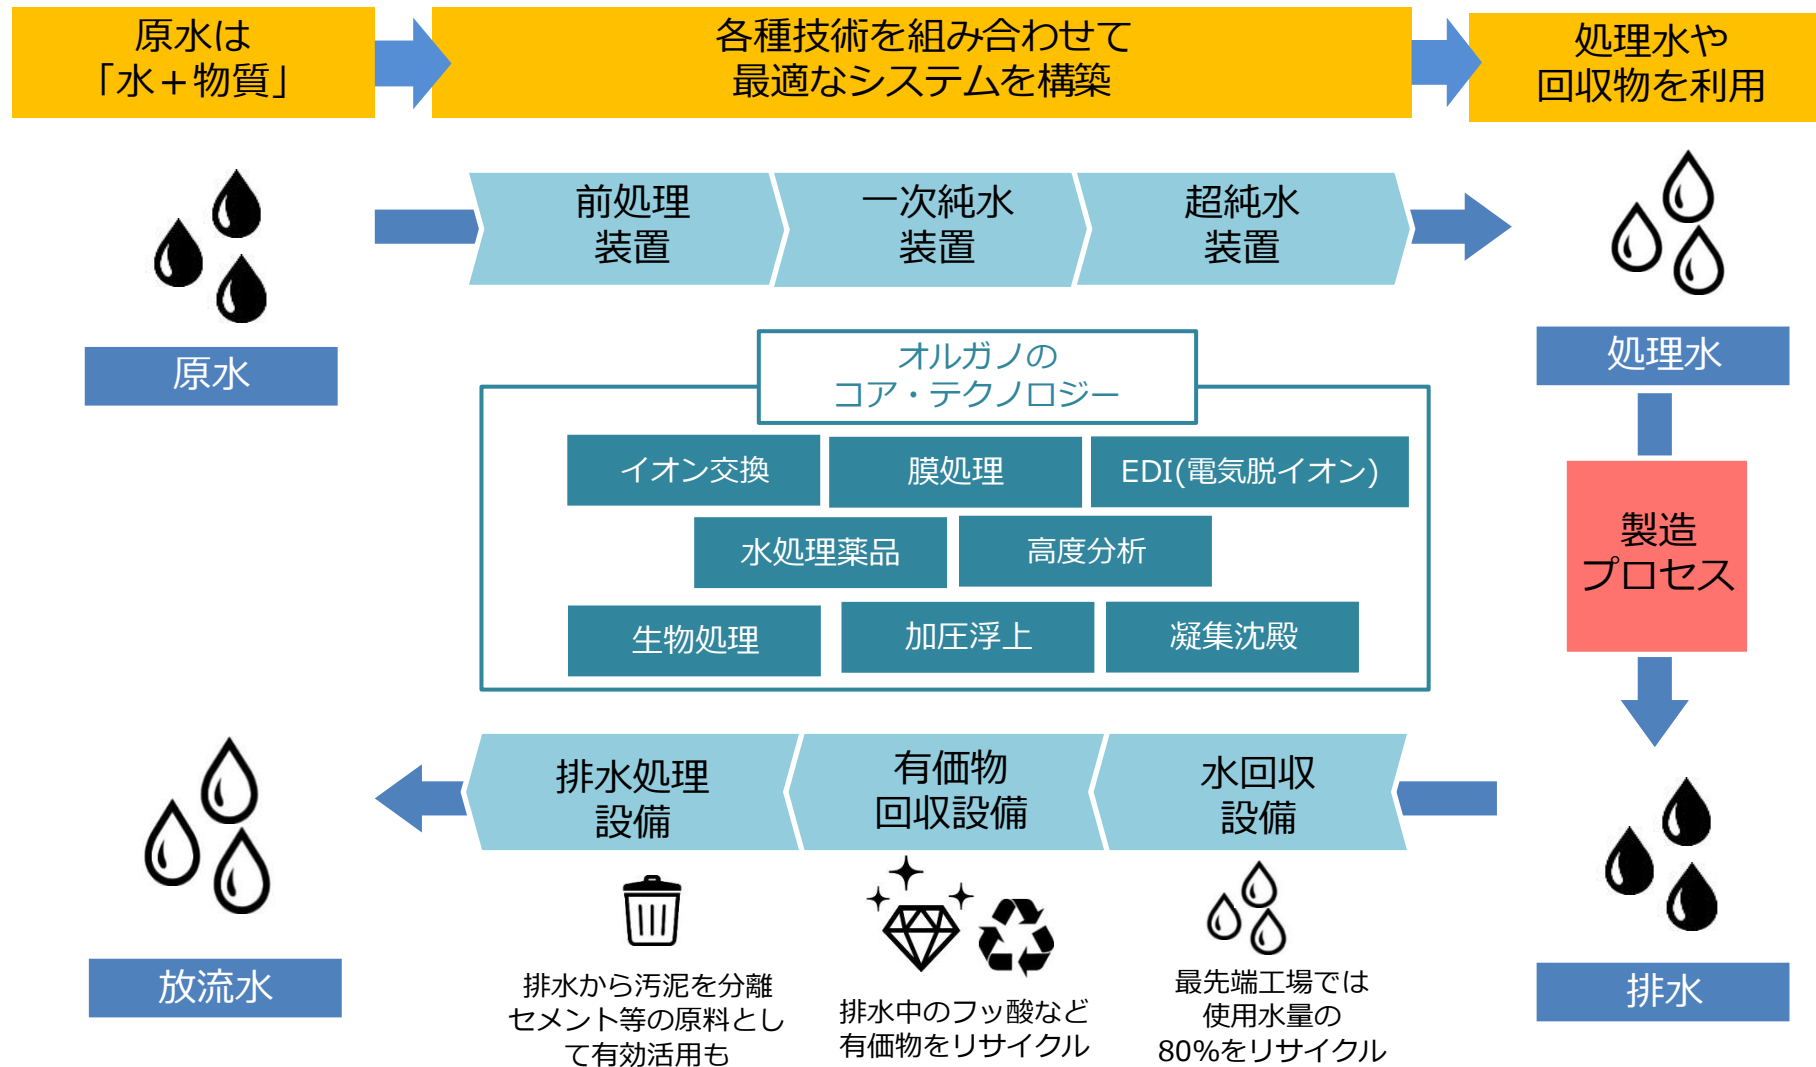 原水は
「水＋物質」
各種技術を組み合わせて
最適なシステムを構築
処理水や
回収物を利用
前処理
装置
一次純水
装置
超純水
装置
原水
処理水
オルガノの
コア・テクノロジー
イオン交換
膜処理
EDI(電気脱イオン)
水処理薬品
高度分析
生物処理
加圧浮上
凝集沈殿
製造
プロセス
排水処理
設備
有価物
回収設備
水回収
設備
放流水
排水から汚泥を分離
セメント等の原料とし
て有効活用も
排水中のフッ酸など
有価物をリサイクル
最先端工場では
使用水量の
80%をリサイクル
排水